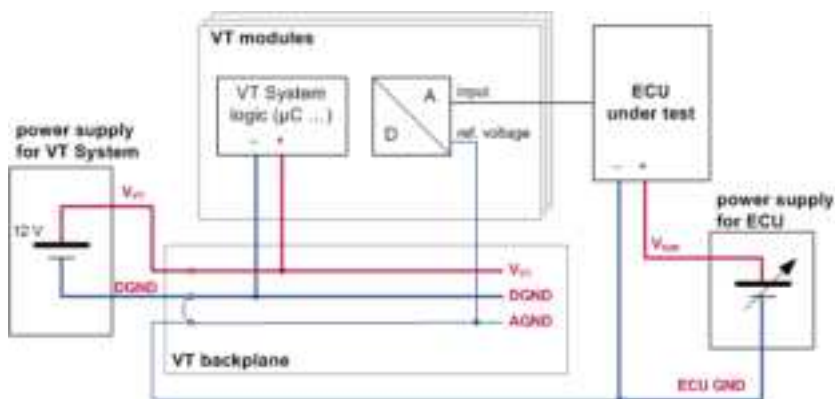 VT modules
VT System
logic (µC ...)
–
+
A
D
input
ref. voltage
ECU
under test
–
+
power supply
for VT System
12 V
power supply
for ECU
DGND
DGND
AGND
VT backplane
ECU GND